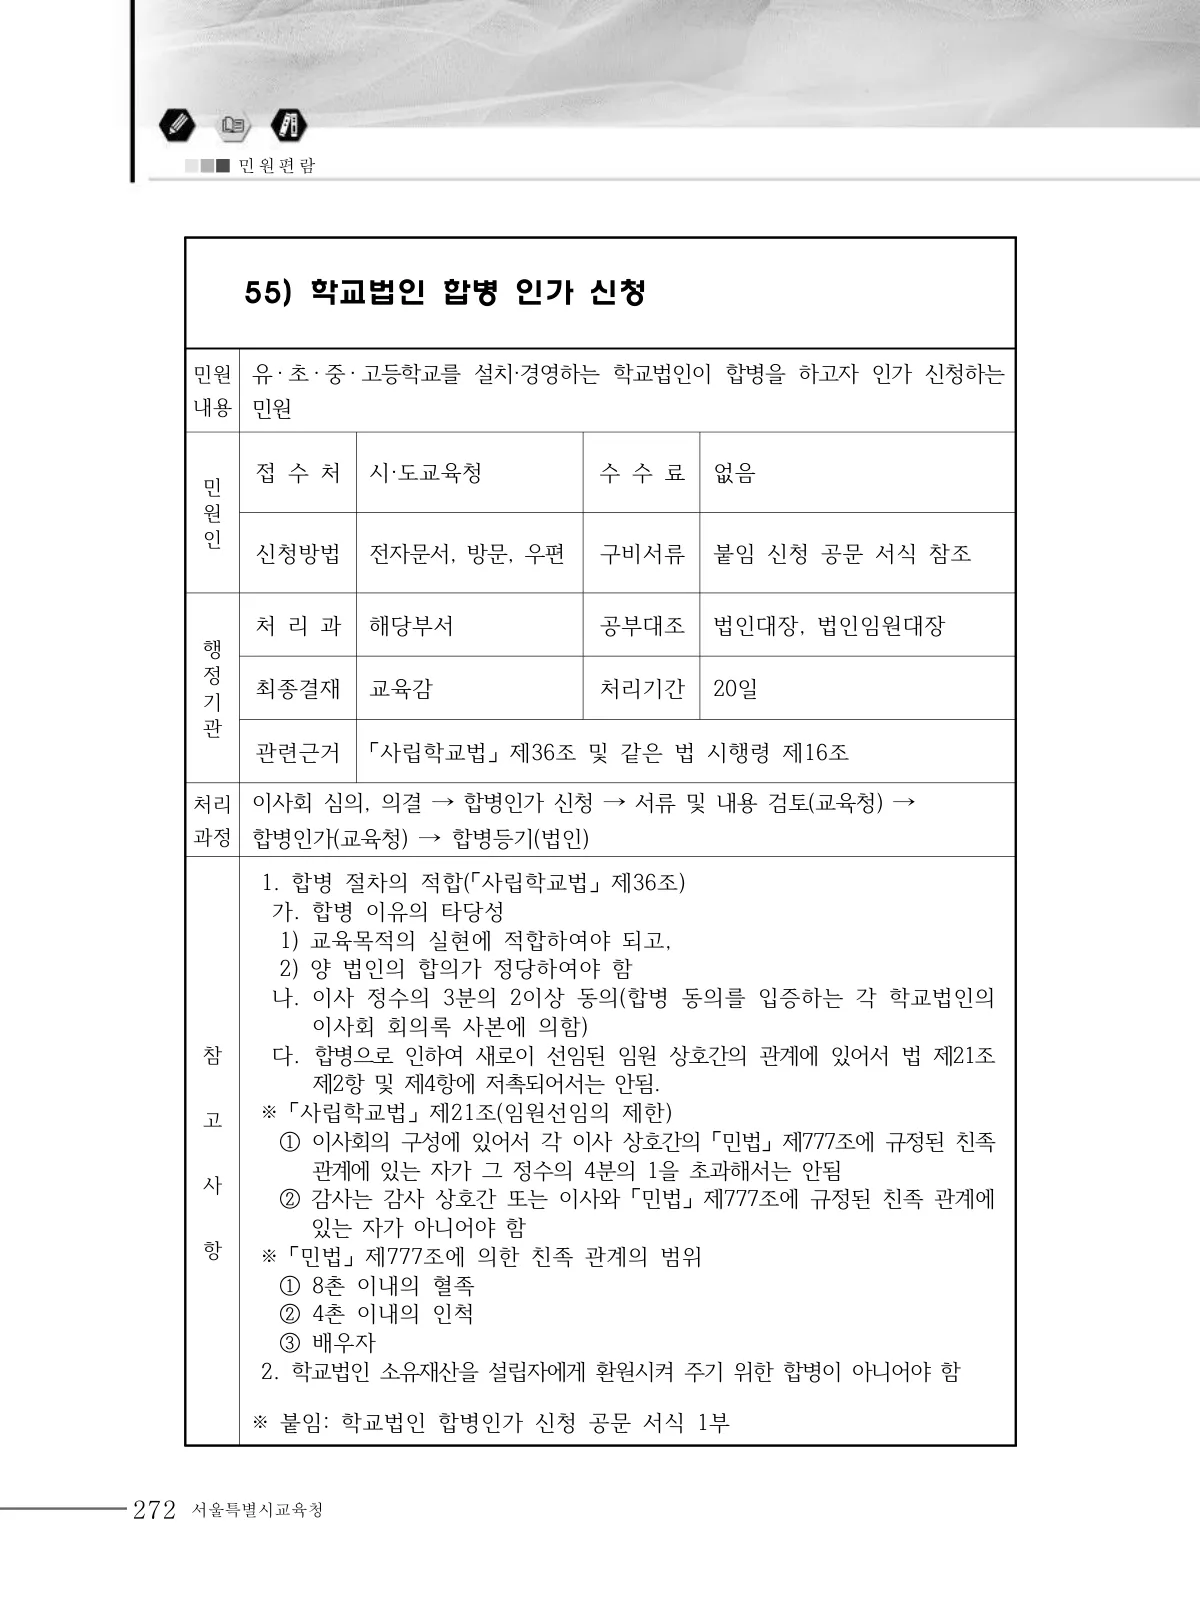 민원편람
55) 학교법인 합병 인가 신청
민원
내용
유·초·중·고등학교를 설치·경영하는 학교법인이 합병을 하고자 인가 신청하는
민원
민
원
인
접 수 처
시·도교육청
수 수 료
없음
신청방법
전자문서, 방문, 우편
구비서류
붙임 신청 공문 서식 참조
행
정
기
관
처 리 과
해당부서
공부대조
법인대장, 법인임원대장
최종결재
교육감
처리기간
20일
관련근거
「사립학교법」제36조 및 같은 법 시행령 제16조
처리
과정
이사회 심의, 의결 → 합병인가 신청 → 서류 및 내용 검토(교육청) →
합병인가(교육청) → 합병등기(법인)
참
고
사
항
1. 합병 절차의 적합(「사립학교법」제36조)
가. 합병 이유의 타당성
1) 교육목적의 실현에 적합하여야 되고,
2) 양 법인의 합의가 정당하여야 함
나. 이사 정수의 3분의 2이상 동의(합병 동의를 입증하는 각 학교법인의
이사회 회의록 사본에 의함)
다. 합병으로 인하여 새로이 선임된 임원 상호간의 관계에 있어서 법 제21조
제2항 및 제4항에 저촉되어서는 안됨.
※「사립학교법」제21조(임원선임의 제한)
① 이사회의 구성에 있어서 각 이사 상호간의「민법」제777조에 규정된 친족
관계에 있는 자가 그 정수의 4분의 1을 초과해서는 안됨
② 감사는 감사 상호간 또는 이사와「민법」제777조에 규정된 친족 관계에
있는 자가 아니어야 함
※「민법」제777조에 의한 친족 관계의 범위
① 8촌 이내의 혈족
② 4촌 이내의 인척
③ 배우자
2. 학교법인 소유재산을 설립자에게 환원시켜 주기 위한 합병이 아니어야 함
※ 붙임: 학교법인 합병인가 신청 공문 서식 1부
272 서울특별시교육청